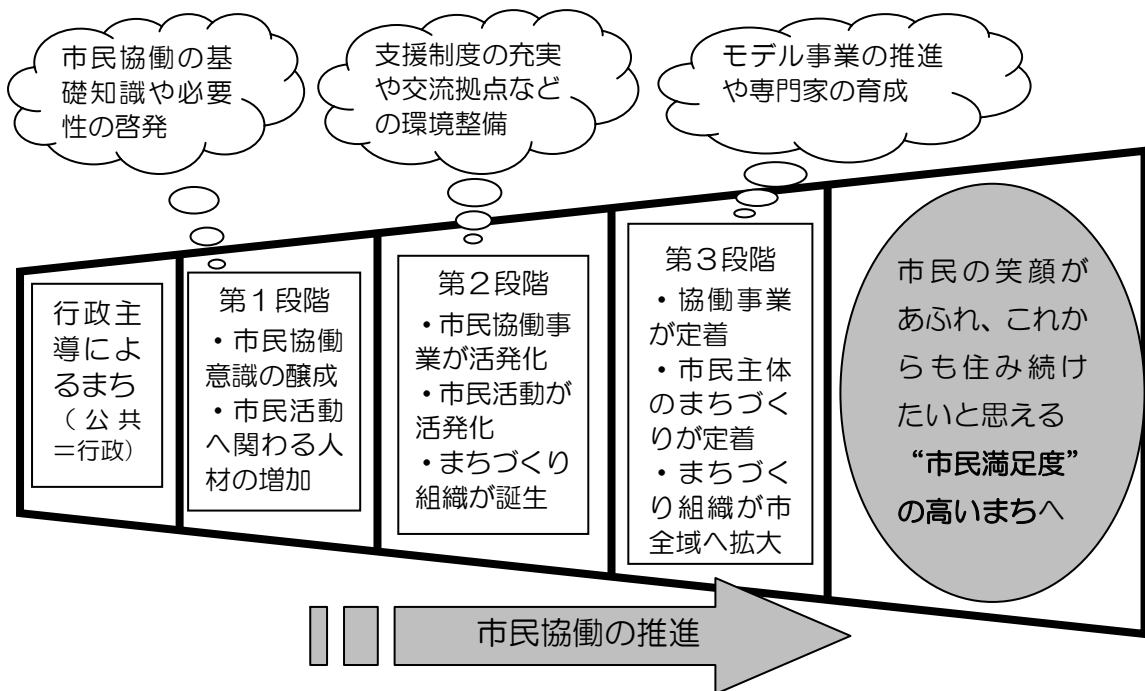 市民協働の基
礎知識や必要
性の啓発
支援制度の充実
や交流拠点など
の環境整備
モデル事業の推進
や専門家の育成
行政主
導によ
るまち
（公共
＝行政）
第１段階
・市民協働
意識の醸成
・市民活動
へ関わる人
材の増加
第２段階
・市民協働事
業が活発化
・市民活動が
活発化
・まちづくり
組織が誕生
第３段階
・協働事業
が定着
・市民主体
のまちづく
りが定着
・まちづく
り組織が市
全域へ拡大
市民の笑顔が
あふれ、これか
らも住み続け
たいと思える
“市民満足度”
の高いまちへ
市民協働の推進